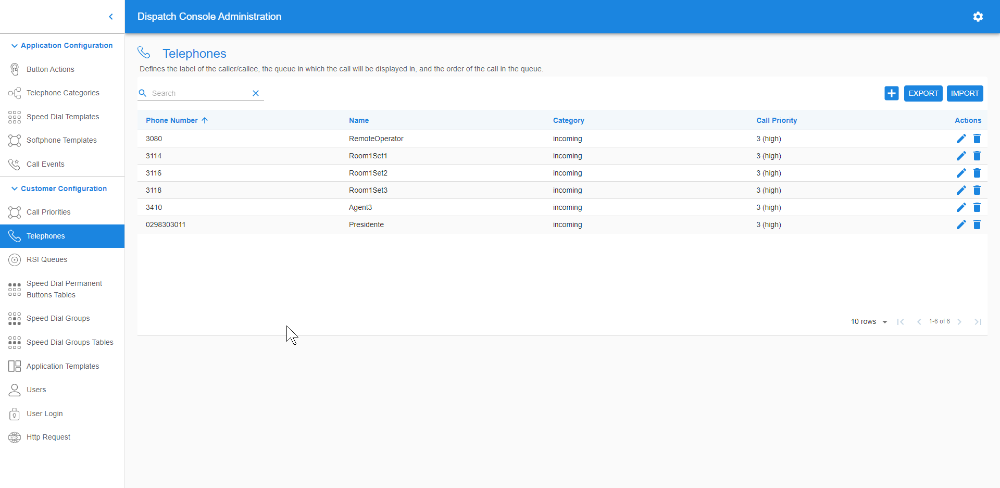 Dispatch Console Administration
Application Configuration
Button Actions
Telephone Categories
Speed Dial Templates
Softphone Templates
Call Events
Customer Configuration
Call Priorities
Telephones
RSI Queues
Speed Dial Permanent
Buttons Tables
Speed Dial Groups
Speed Dial Groups Tables
Application Templates
Users
User Login
Http Request
Telephones
Defines the label of the caller/callee, the queue in which the call will be displayed in, and the order of the call in the queue.
Search
EXPORT IMPORT
Phone Number Name Category Call Priority Actions
3080 RemoteOperator incoming 3 (high)
3114 Room1Set1 incoming 3 (high)
3116 Room1Set2 incoming 3 (high)
3118 Room1Set3 incoming 3 (high)
3410 Agent3 incoming 3 (high)
0298303011 Presidente incoming 3 (high)
10 rows 1-6 of 6